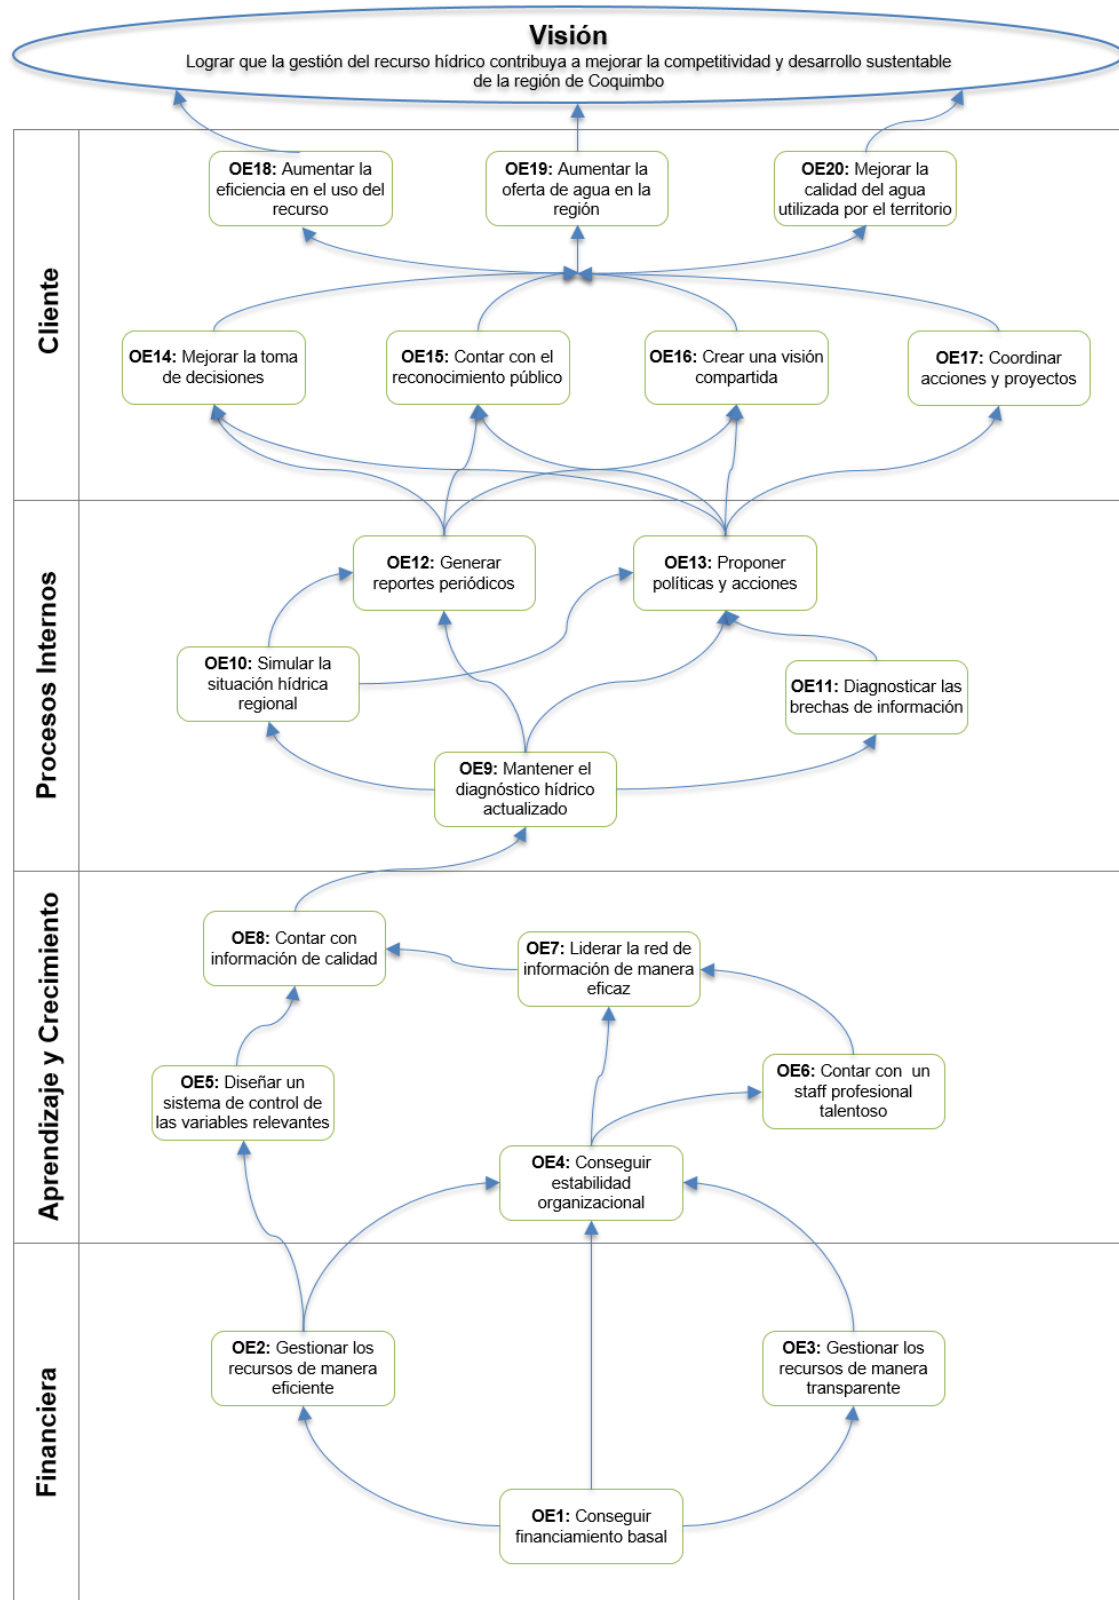 Visión
Lograr que la gestión del recurso hídrico contribuya a mejorar la competitividad y desarrollo sustentable
de la región de Coquimbo
Cliente
OE18: Aumentar la
eficiencia en el uso del
recurso
OE19: Aumentar la
oferta de agua en la
región
OE20: Mejorar la
calidad del agua
utilizada por el territorio
OE14: Mejorar la toma
de decisiones
OE15: Contar con el
reconocimiento público
OE16: Crear una visión
compartida
OE17: Coordinar
acciones y proyectos
Procesos Internos
OE12: Generar
reportes periódicos
OE13: Proponer
políticas y acciones
OE10: Simular la
situación hídrica
regional
OE11: Diagnosticar las
brechas de información
OE9: Mantener el
diagnóstico hídrico
actualizado
Aprendizaje y Crecimiento
OE8: Contar con
información de calidad
OE7: Liderar la red de
información de manera
eficaz
OE5: Diseñar un
sistema de control de
las variables relevantes
OE6: Contar con un
staff profesional
talentoso
OE4: Conseguir
estabilidad
organizacional
Financiera
OE2: Gestionar los
recursos de manera
eficiente
OE3: Gestionar los
recursos de manera
transparente
OE1: Conseguir
financiamiento basal